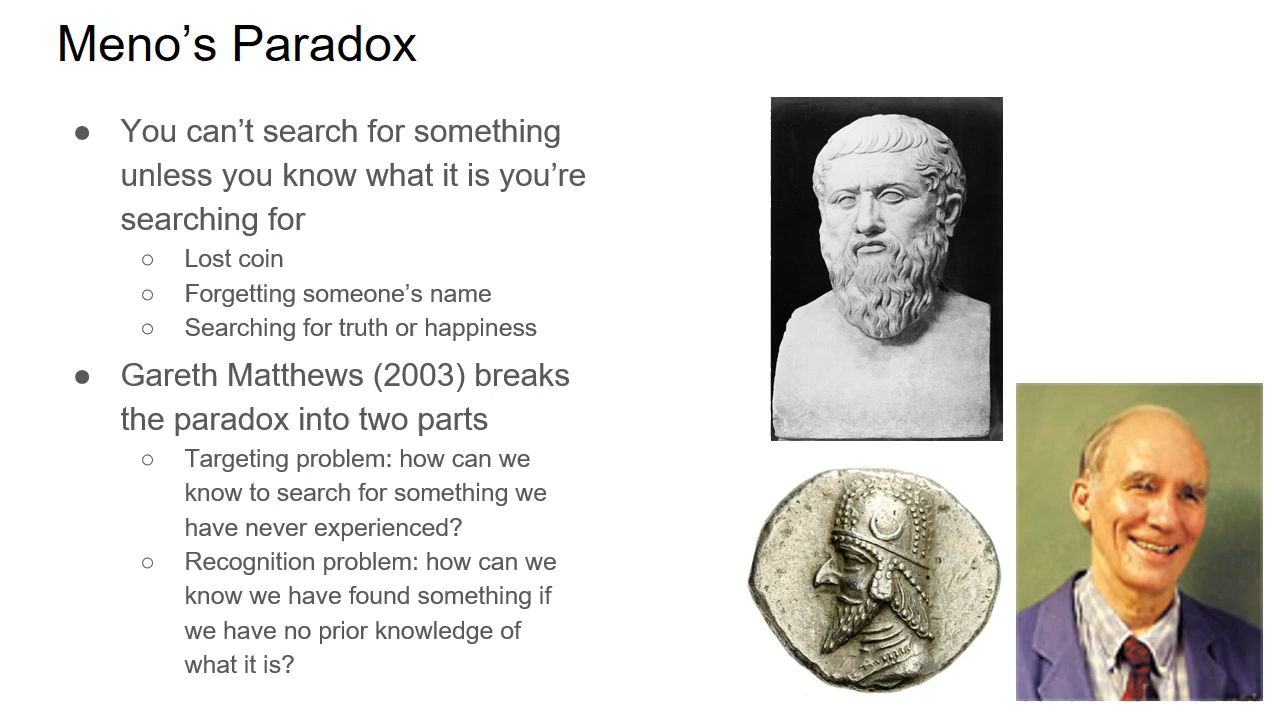 Meno’s Paradox
● You can’t search for something
unless you know what it is you’re
searching for
○ Lost coin
○ Forgetting someone’s name
○ Searching for truth or happiness
● Gareth Matthews (2003) breaks
the paradox into two parts
○ Targeting problem: how can we
know to search for something we
have never experienced?
○ Recognition problem: how can we
know we have found something if
we have no prior knowledge of
what it is?